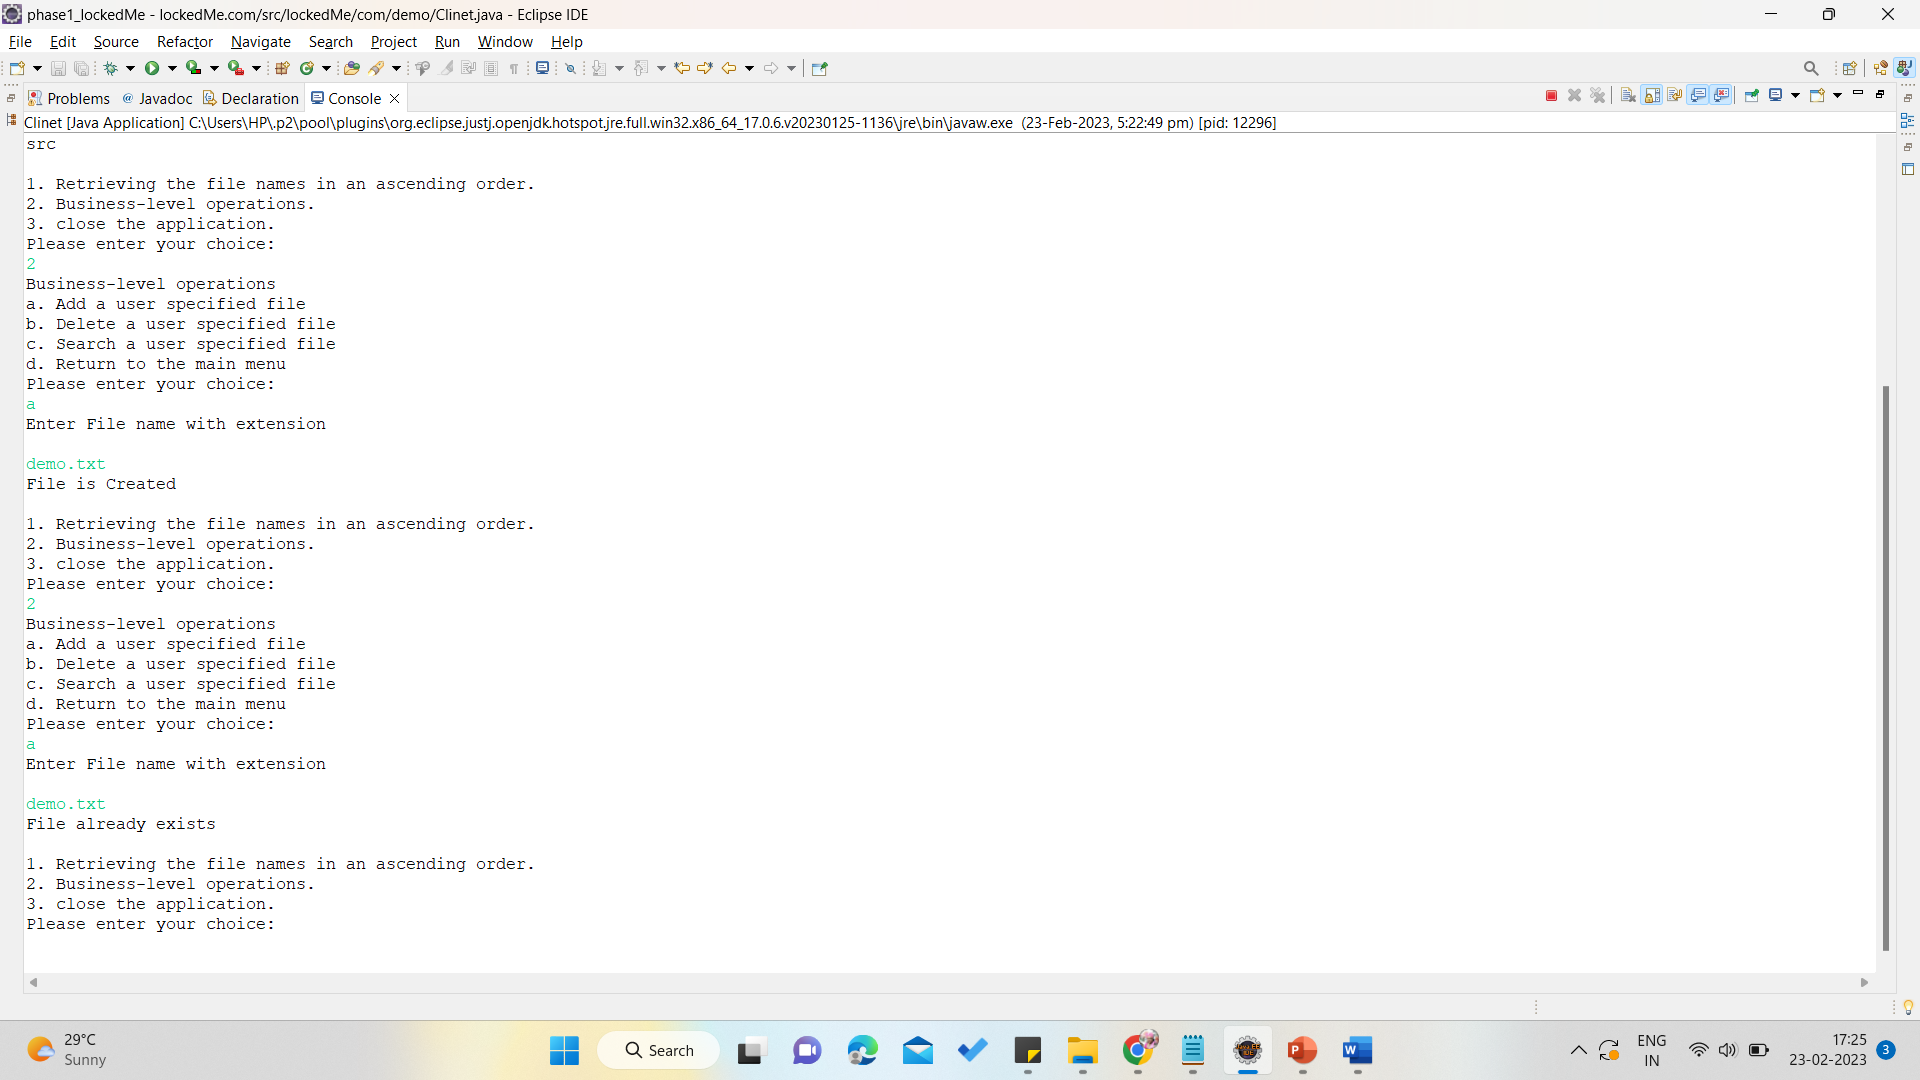 phase1_lockedMe - lockedMe.com/src/lockedMe/com/demo/Clinet.java - Eclipse IDE
File Edit Source Refactor Navigate Search Project Run Window Help
Problems @ Javadoc Declaration Console
Clinet [Java Application] C:\Users\HP\.p2\pool\plugins\org.eclipse.justj.openjdk.hotspot.jre.full.win32.x86_64_17.0.6.v20230125-1136\jre\bin\javaw.exe (23-Feb-2023, 5:22:49 pm) [pid: 12296]
src
1. Retrieving the file names in an ascending order.
2. Business-level operations.
3. close the application.
Please enter your choice:
2
Business-level operations
a. Add a user specified file
b. Delete a user specified file
c. Search a user specified file
d. Return to the main menu
Please enter your choice:
a
Enter File name with extension
demo.txt
File is Created
1. Retrieving the file names in an ascending order.
2. Business-level operations.
3. close the application.
Please enter your choice:
2
Business-level operations
a. Add a user specified file
b. Delete a user specified file
c. Search a user specified file
d. Return to the main menu
Please enter your choice:
a
Enter File name with extension
demo.txt
File already exists
1. Retrieving the file names in an ascending order.
2. Business-level operations.
3. close the application.
Please enter your choice:
29°C
Sunny
Search
ENG
IN
17:25
23-02-2023
3